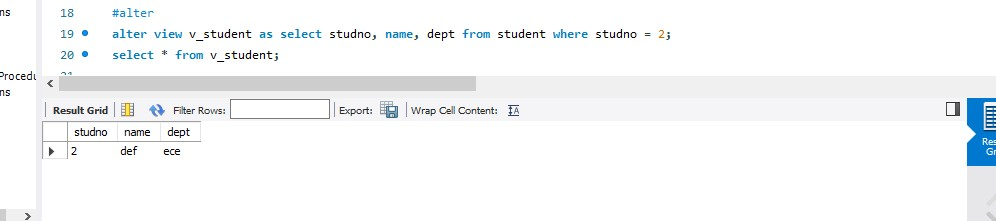 ns
18 #alter
19 alter view v_student as select studno, name, dept from student where studno = 2;
20 select * from v_student;
Procedu
ns
Result Grid Filter Rows: Export: Wrap Cell Content:
studno name dept
2 def ece
Res
Gr